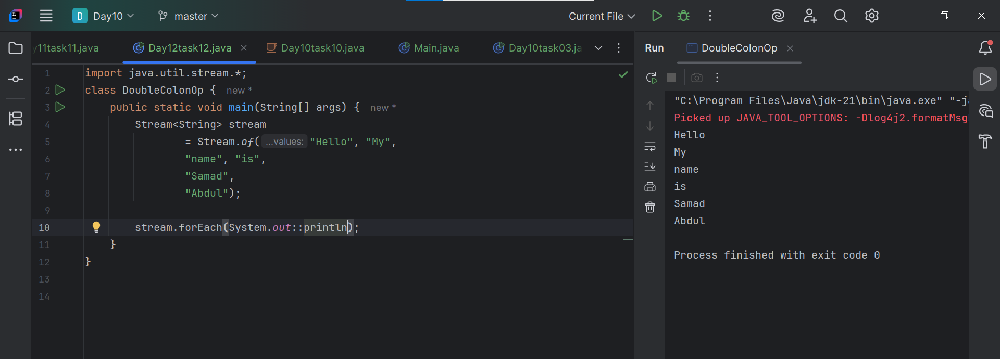 D Day10 master Current File
y11task11.java Day12task12.java Day10task10.java Main.java Day10task03.ja Run DoubleColonOp
1 import java.util.stream.*;
2 class DoubleColonOp { new *
3 public static void main(String[] args) { new *
4 Stream<String> stream
5 = Stream.of( ...values: "Hello", "My",
6 "name", "is",
7 "Samad",
8 "Abdul");
9
10 stream.forEach(System.out::println);
11 }
12 }
13
14
"C:\Program Files\Java\jdk-21\bin\java.exe" "-ja
Picked up JAVA_TOOL_OPTIONS: -Dlog4j2.formatMsg
Hello
My
name
is
Samad
Abdul
Process finished with exit code 0